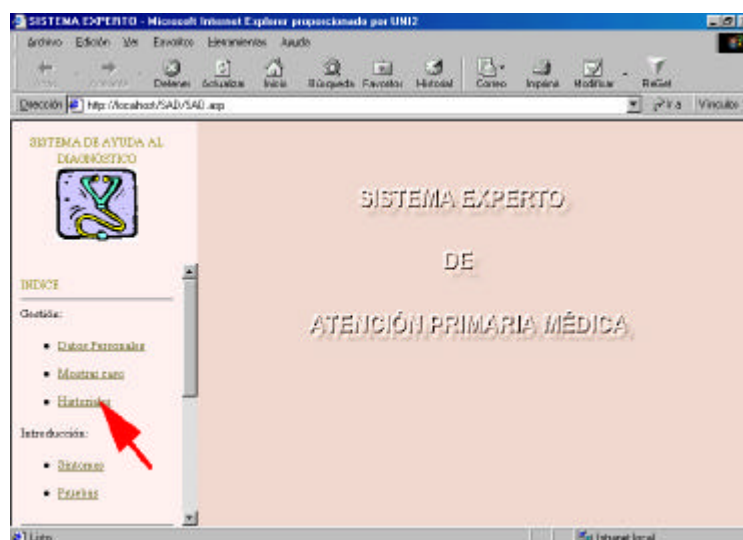 SISTEMA EXPERTO - Microsoft Internet Explorer proporcionado por UNI2
Archivo Edición Ver Favoritos Herramientas Ayuda
Detener Actualizar Inicio Búsqueda Favoritos Historial Correo Imprimir Modificar
Dirección http://localhost/SAD/SAD.asp Ir a Vínculos
SISTEMA DE AYUDA AL
DIAGNÓSTICO
SISTEMA EXPERTO
DE
ATENCIÓN PRIMARIA MÉDICA
INDICE
Gestión:
Datos Personales
Mostrar caso
Historiales
Introducción:
Síntomas
Pruebas
Listo
Intranet local